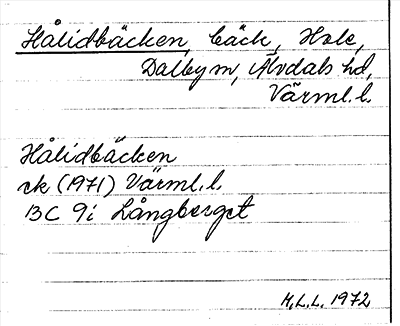 Hålidbäcken, bäck, Hole,
Dalby sn, Älvdals hd,
Värml. l.
Hålidbäcken
ek (1971) Värml. l.
13C 9i Långberget
M.L.L. 1972